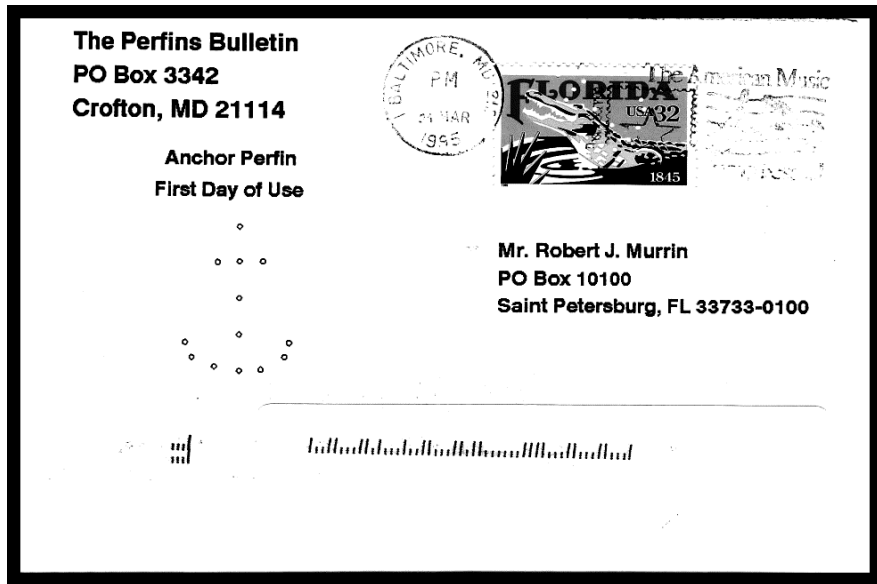 The Perfins Bulletin
PO Box 3342
Crofton, MD 21114
Anchor Perfin
First Day of Use
BALTIMORE, MD
PM
MAR
1995
The American Music
FLORIDA
USA 32
1845
Mr. Robert J. Murrin
PO Box 10100
Saint Petersburg, FL 33733-0100